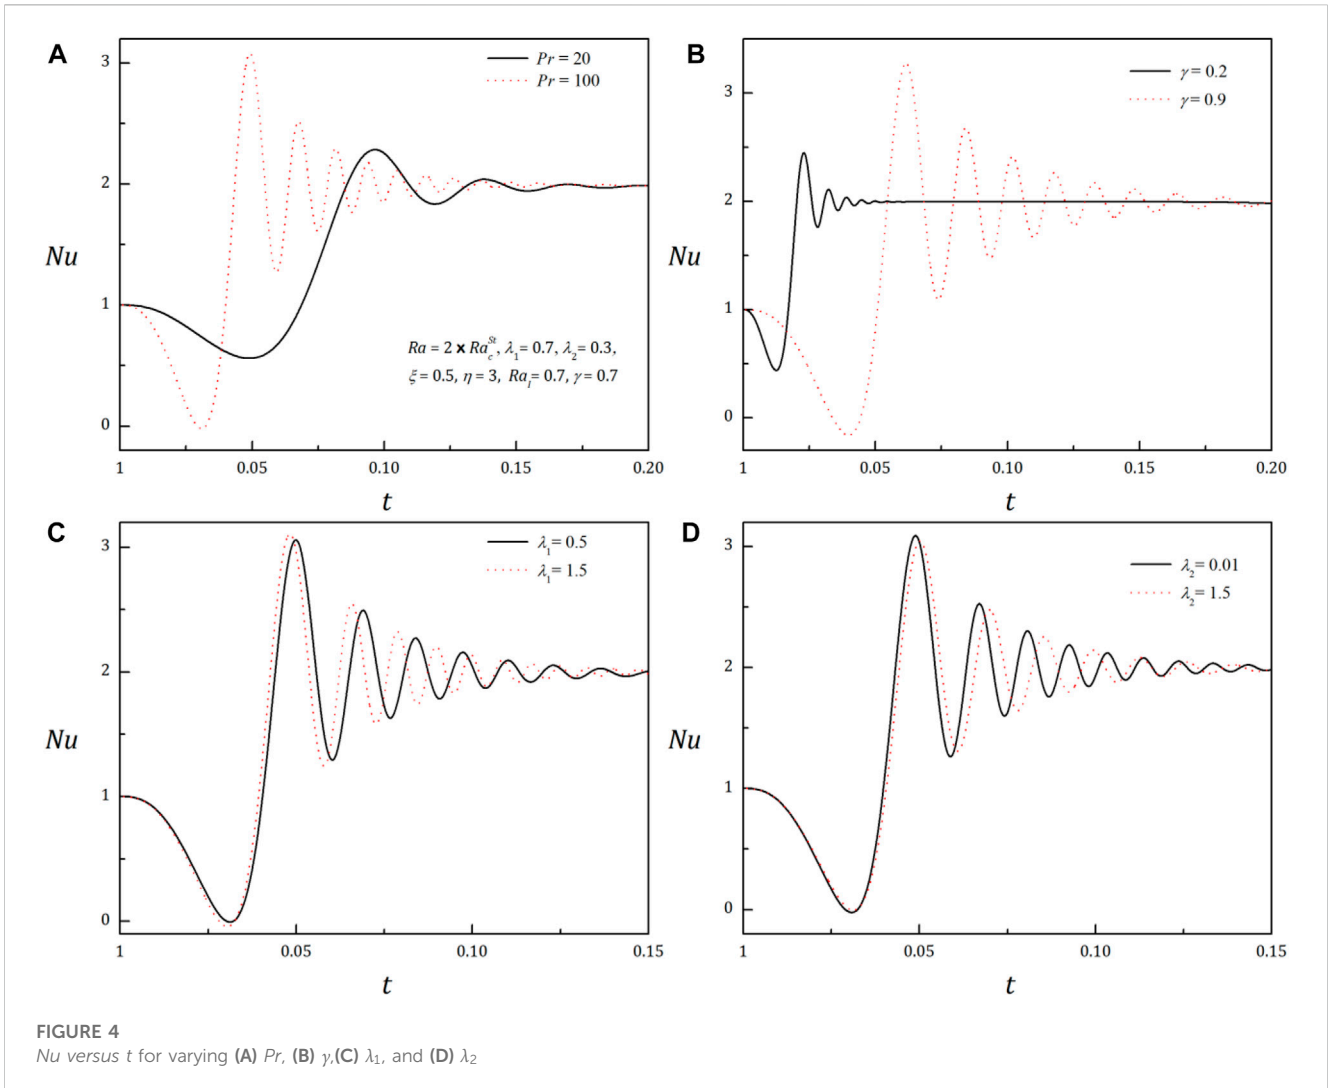 A
3
2
1
0
Nu
Pr = 20
Pr = 100
Ra = 2 × Ra_c^St, λ₁= 0.7, λ₂= 0.3,
ξ = 0.5, η = 3, Ra_I= 0.7, γ = 0.7
1 0.05 0.10 0.15 0.20
t
B
3
2
1
0
Nu
γ = 0.2
γ = 0.9
1 0.05 0.10 0.15 0.20
t
C
3
2
1
0
Nu
λ₁= 0.5
λ₁= 1.5
1 0.05 0.10 0.15
t
D
3
2
1
0
Nu
λ₂= 0.01
λ₂= 1.5
1 0.05 0.10 0.15
t
FIGURE 4
Nu versus t for varying (A) Pr, (B) γ,(C) λ₁, and (D) λ₂